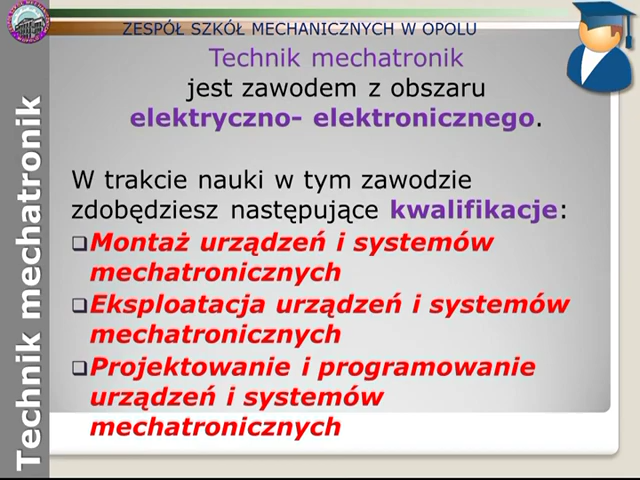 ZESPÓŁ SZKÓŁ MECHANICZNYCH W OPOLU
Technik mechatronik
jest zawodem z obszaru
elektryczno- elektronicznego.
W trakcie nauki w tym zawodzie
zdobędziesz następujące kwalifikacje:
Montaż urządzeń i systemów
mechatronicznych
Eksploatacja urządzeń i systemów
mechatronicznych
Projektowanie i programowanie
urządzeń i systemów
mechatronicznych
Technik mechatronik